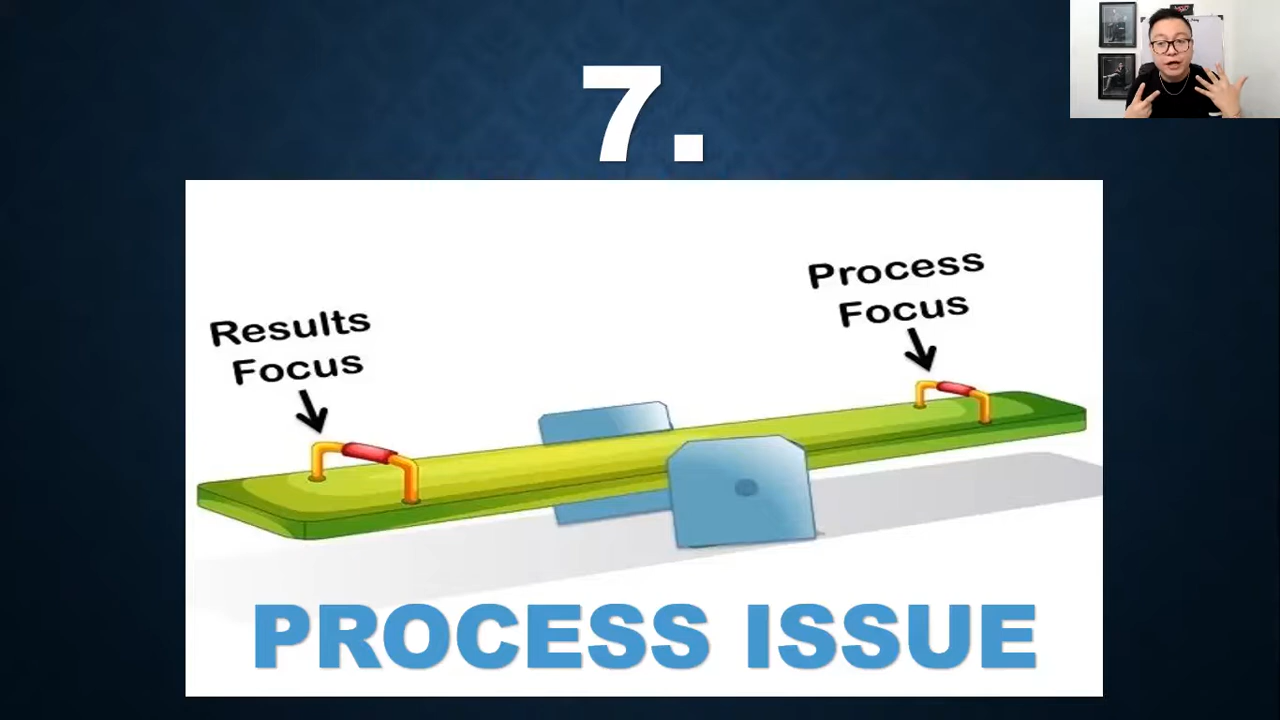 7.
Results
Focus
Process
Focus
PROCESS ISSUE